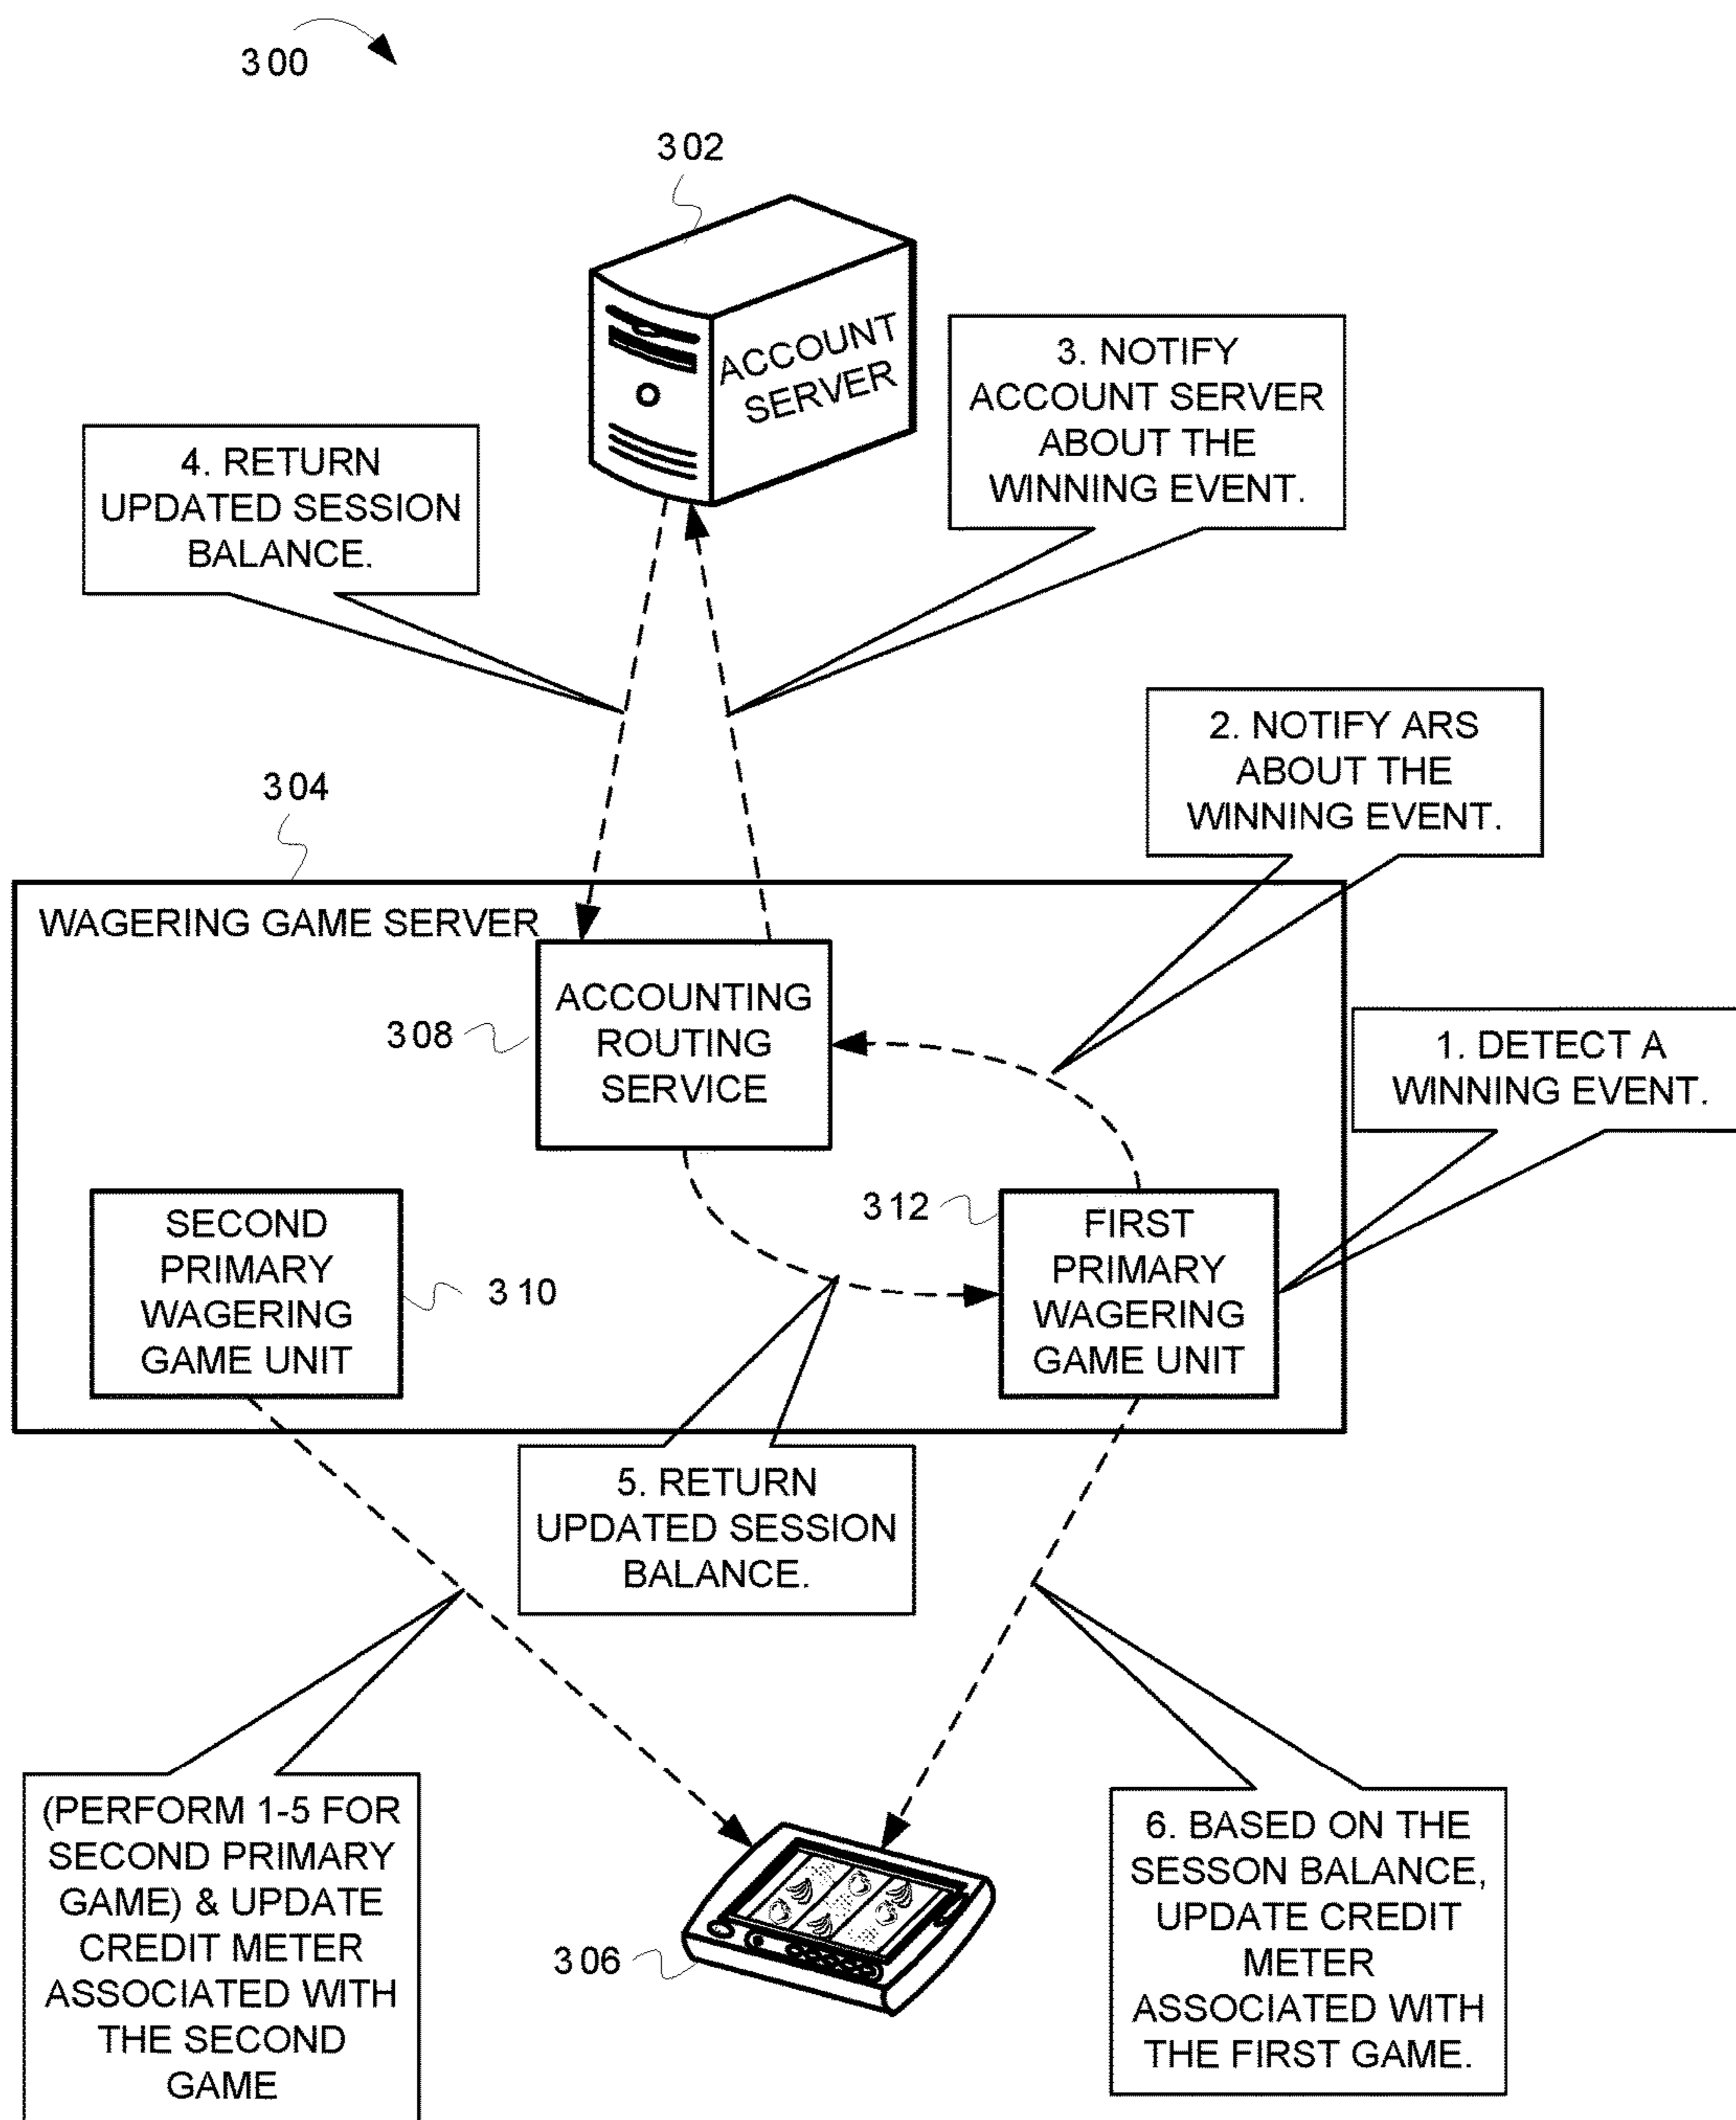 300
302
ACCOUNT
SERVER
3. NOTIFY
ACCOUNT SERVER
ABOUT THE
WINNING EVENT.
4. RETURN
UPDATED SESSION
BALANCE.
2. NOTIFY ARS
ABOUT THE
WINNING EVENT.
304
WAGERING GAME SERVER
308
ACCOUNTING
ROUTING
SERVICE
1. DETECT A
WINNING EVENT.
SECOND
PRIMARY
WAGERING
GAME UNIT
310
312
FIRST
PRIMARY
WAGERING
GAME UNIT
5. RETURN
UPDATED SESSION
BALANCE.
(PERFORM 1-5 FOR
SECOND PRIMARY
GAME) & UPDATE
CREDIT METER
ASSOCIATED WITH
THE SECOND
GAME
306
6. BASED ON THE
SESSON BALANCE,
UPDATE CREDIT
METER
ASSOCIATED WITH
THE FIRST GAME.